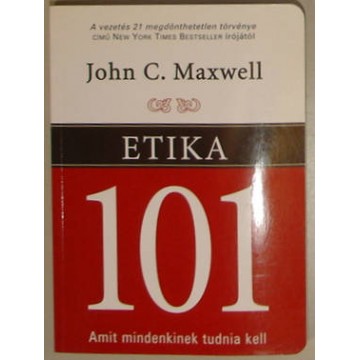 A vezetés 21 megdönthetetlen törvénye
CÍMŰ NEW YORK TIMES BESTSELLER írójától
John C. Maxwell
ETIKA
101
Amit mindenkinek tudnia kell